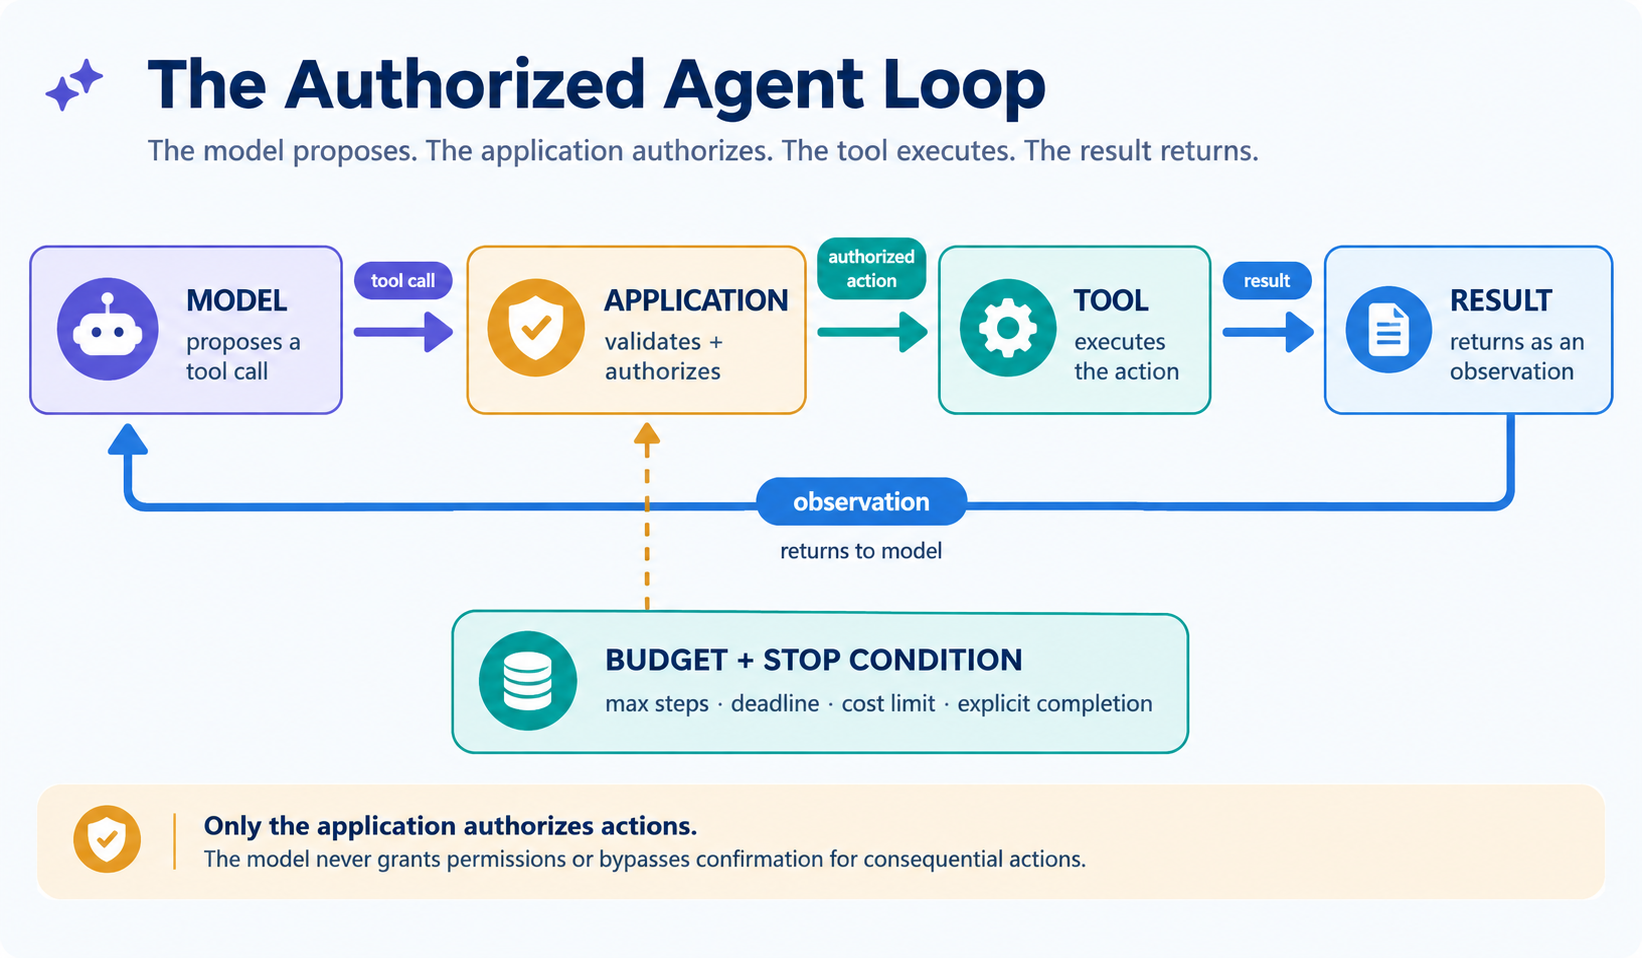 The Authorized Agent Loop
The model proposes. The application authorizes. The tool executes. The result returns.
MODEL
proposes a
tool call
tool call
APPLICATION
validates +
authorizes
authorized
action
TOOL
executes
the action
result
RESULT
returns as an
observation
observation
returns to model
BUDGET + STOP CONDITION
max steps · deadline · cost limit · explicit completion
Only the application authorizes actions.
The model never grants permissions or bypasses confirmation for consequential actions.